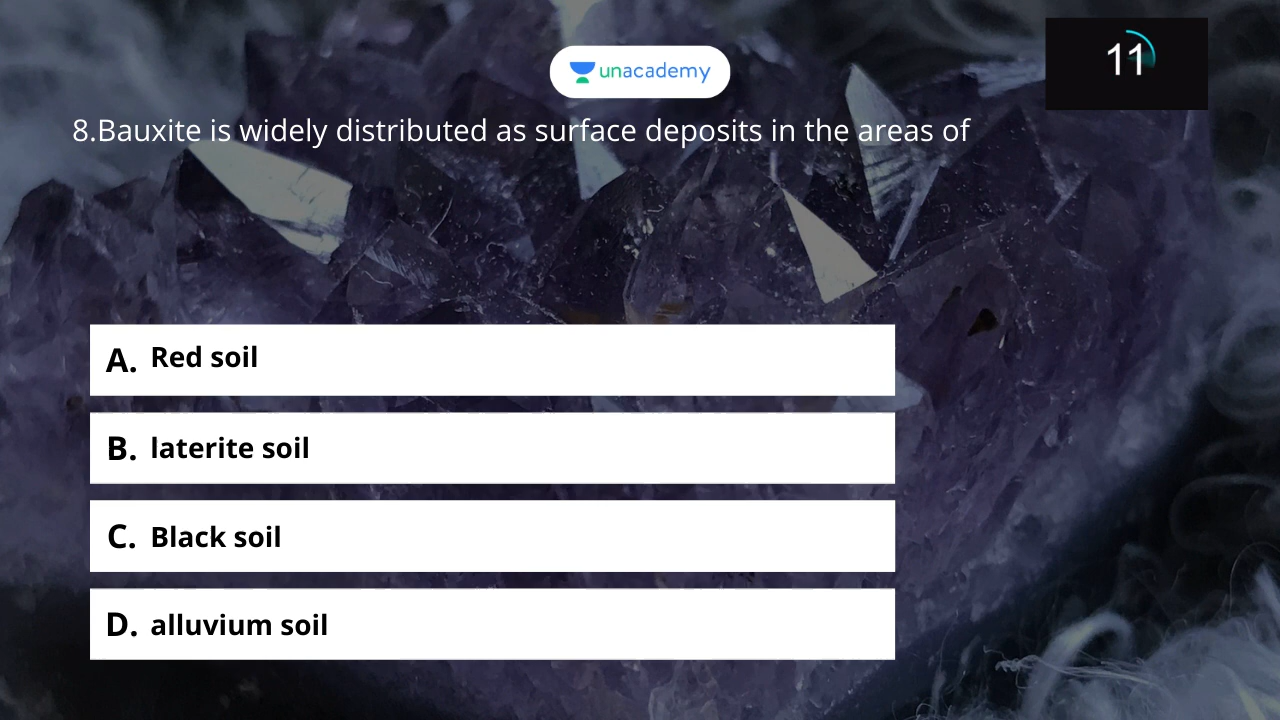 unacademy
11
8.Bauxite is widely distributed as surface deposits in the areas of
A. Red soil
B. laterite soil
C. Black soil
D. alluvium soil